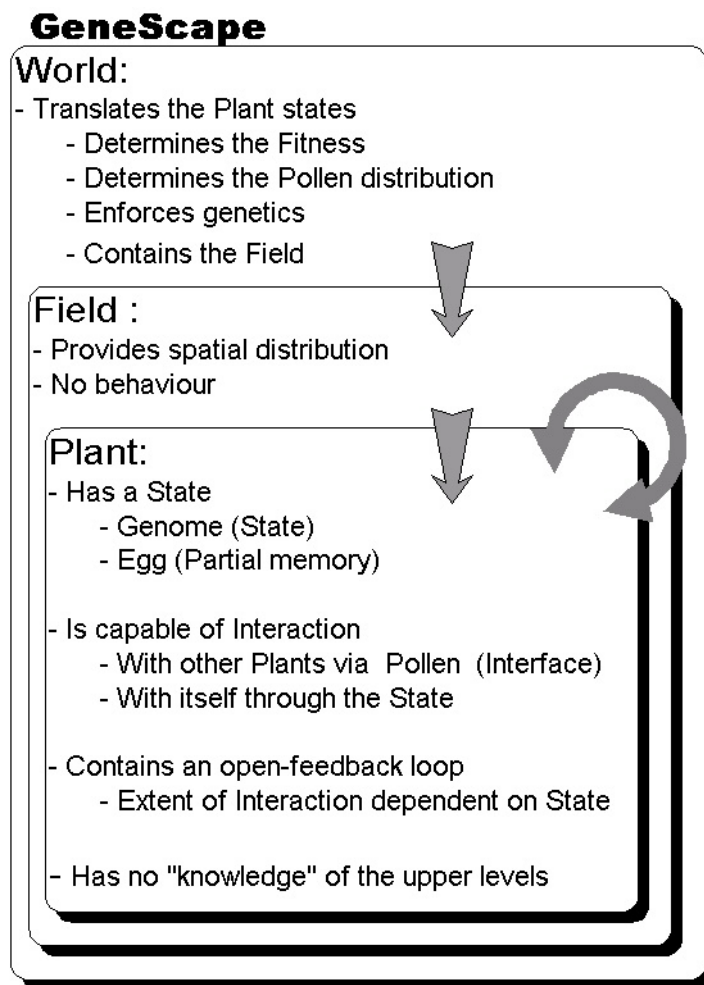 GeneScape
World:
- Translates the Plant states
- Determines the Fitness
- Determines the Pollen distribution
- Enforces genetics
- Contains the Field
Field :
- Provides spatial distribution
- No behaviour
Plant:
- Has a State
- Genome (State)
- Egg (Partial memory)
- Is capable of Interaction
- With other Plants via Pollen (Interface)
- With itself through the State
- Contains an open-feedback loop
- Extent of Interaction dependent on State
- Has no "knowledge" of the upper levels